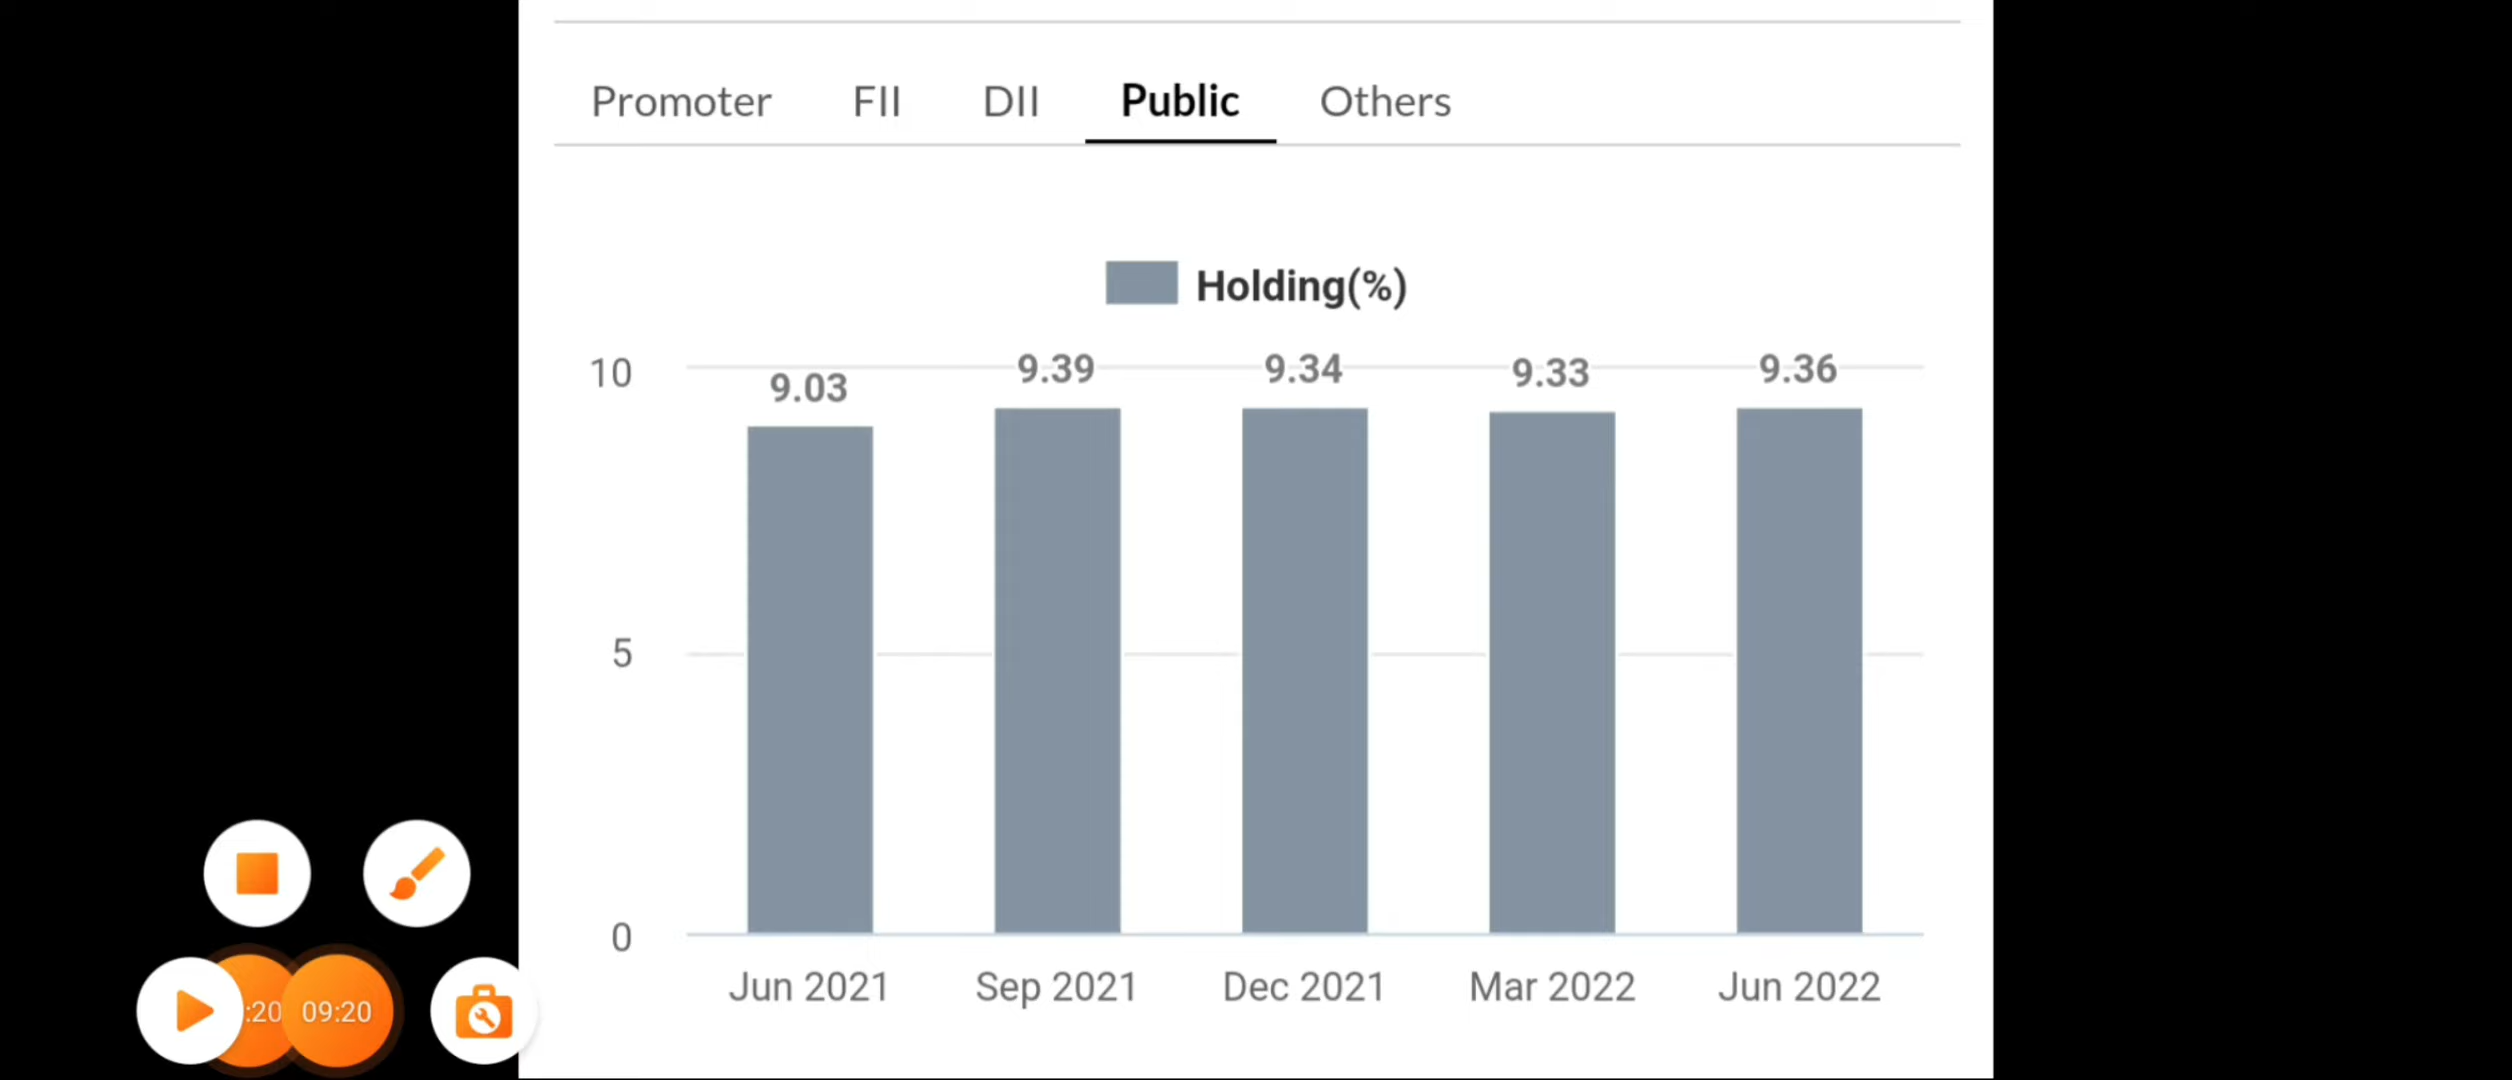 Promoter FII DII Public Others
Holding(%)
10
9.03 9.39 9.34 9.33 9.36
5
0
Jun 2021 Sep 2021 Dec 2021 Mar 2022 Jun 2022
:20 09:20